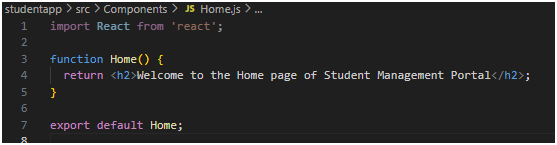 studentapp > src > Components > JS Home.js > ...
1 import React from 'react';
2
3 function Home() {
4 return <h2>Welcome to the Home page of Student Management Portal</h2>;
5 }
6
7 export default Home;
8